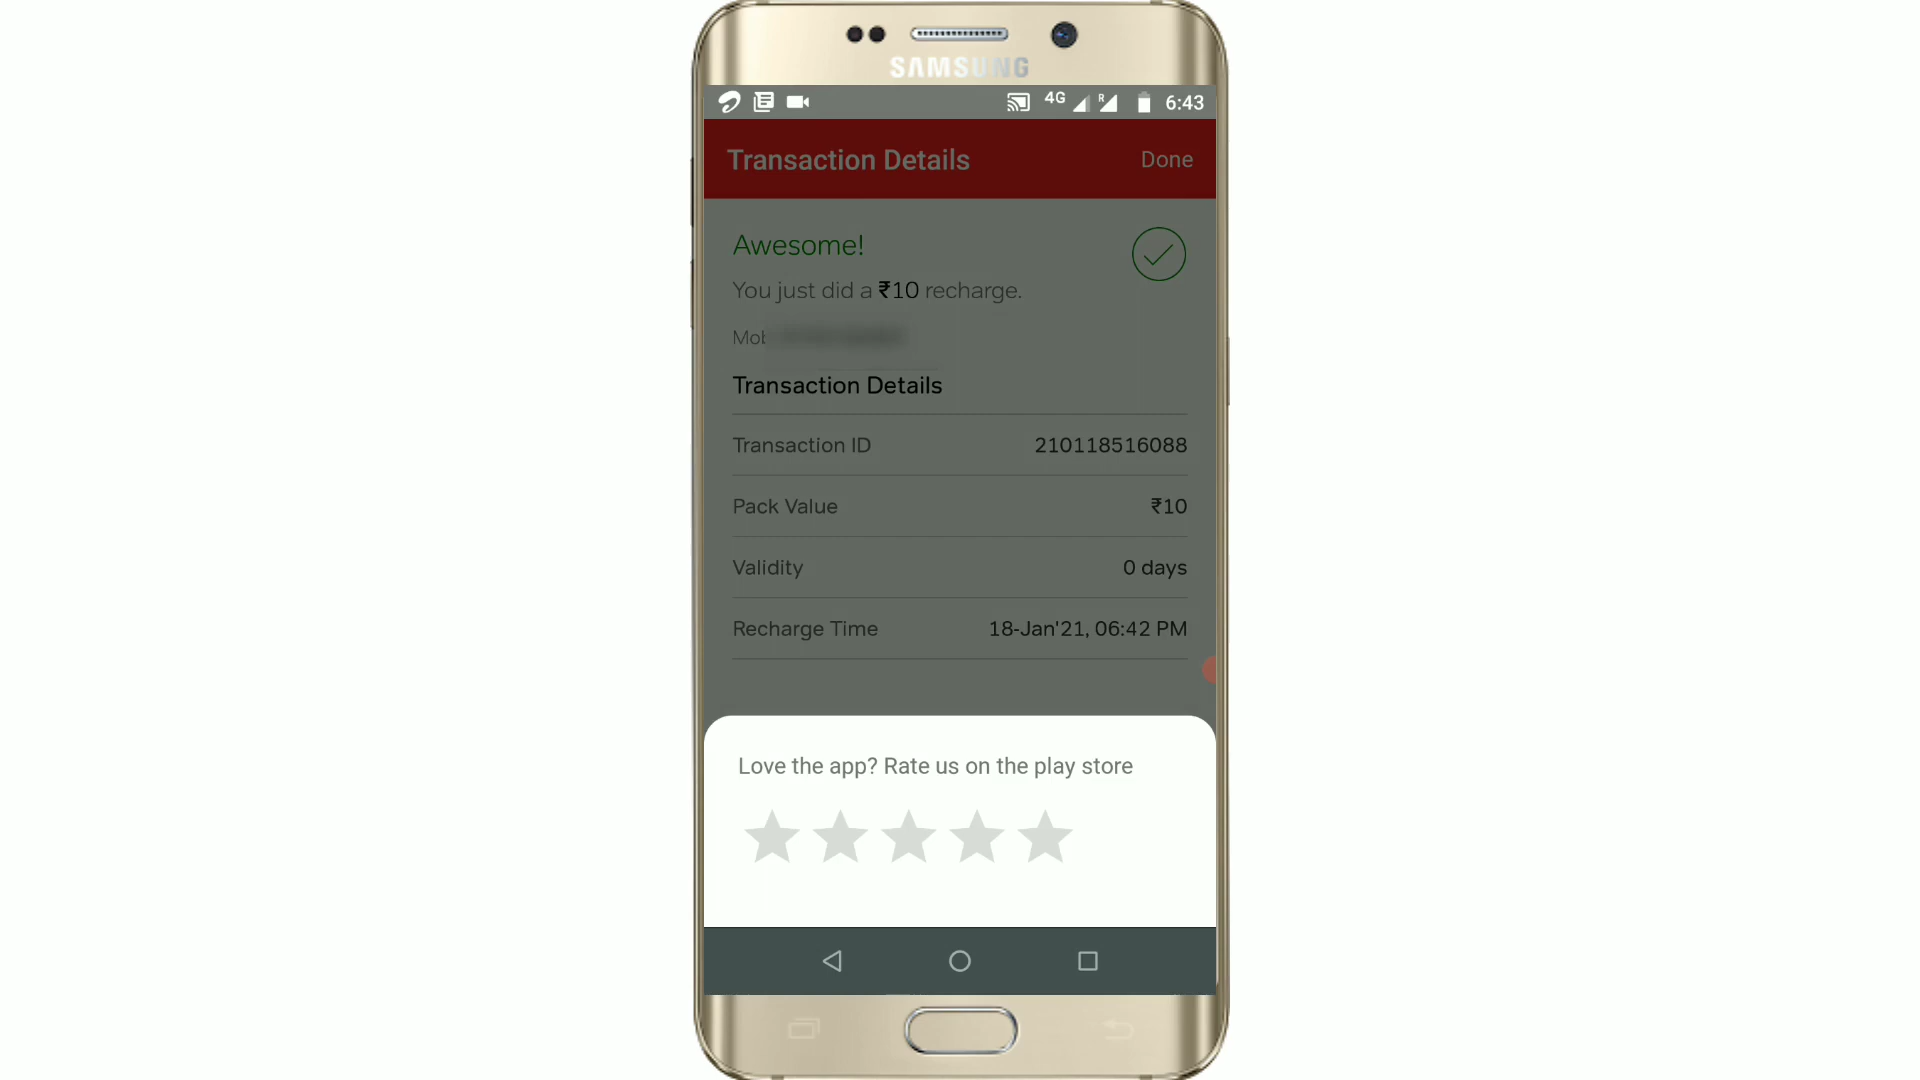 SAMSUNG
4G R 6:43
Transaction Details Done
Awesome!
You just did a ₹10 recharge.
Transaction Details
Transaction ID 210118516088
Pack Value ₹10
Validity 0 days
Recharge Time 18-Jan'21, 06:42 PM
Love the app? Rate us on the play store